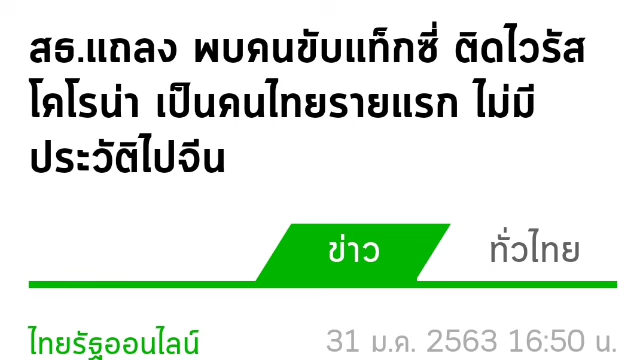 สธ.แถลง พบคนขับแท็กซี่ ติดไวรัส
โคโรน่า เป็นคนไทยรายแรก ไม่มี
ประวัติไปจีน
ข่าว ทั่วไทย
ไทยรัฐออนไลน์ 31 ม.ค. 2563 16:50 น.